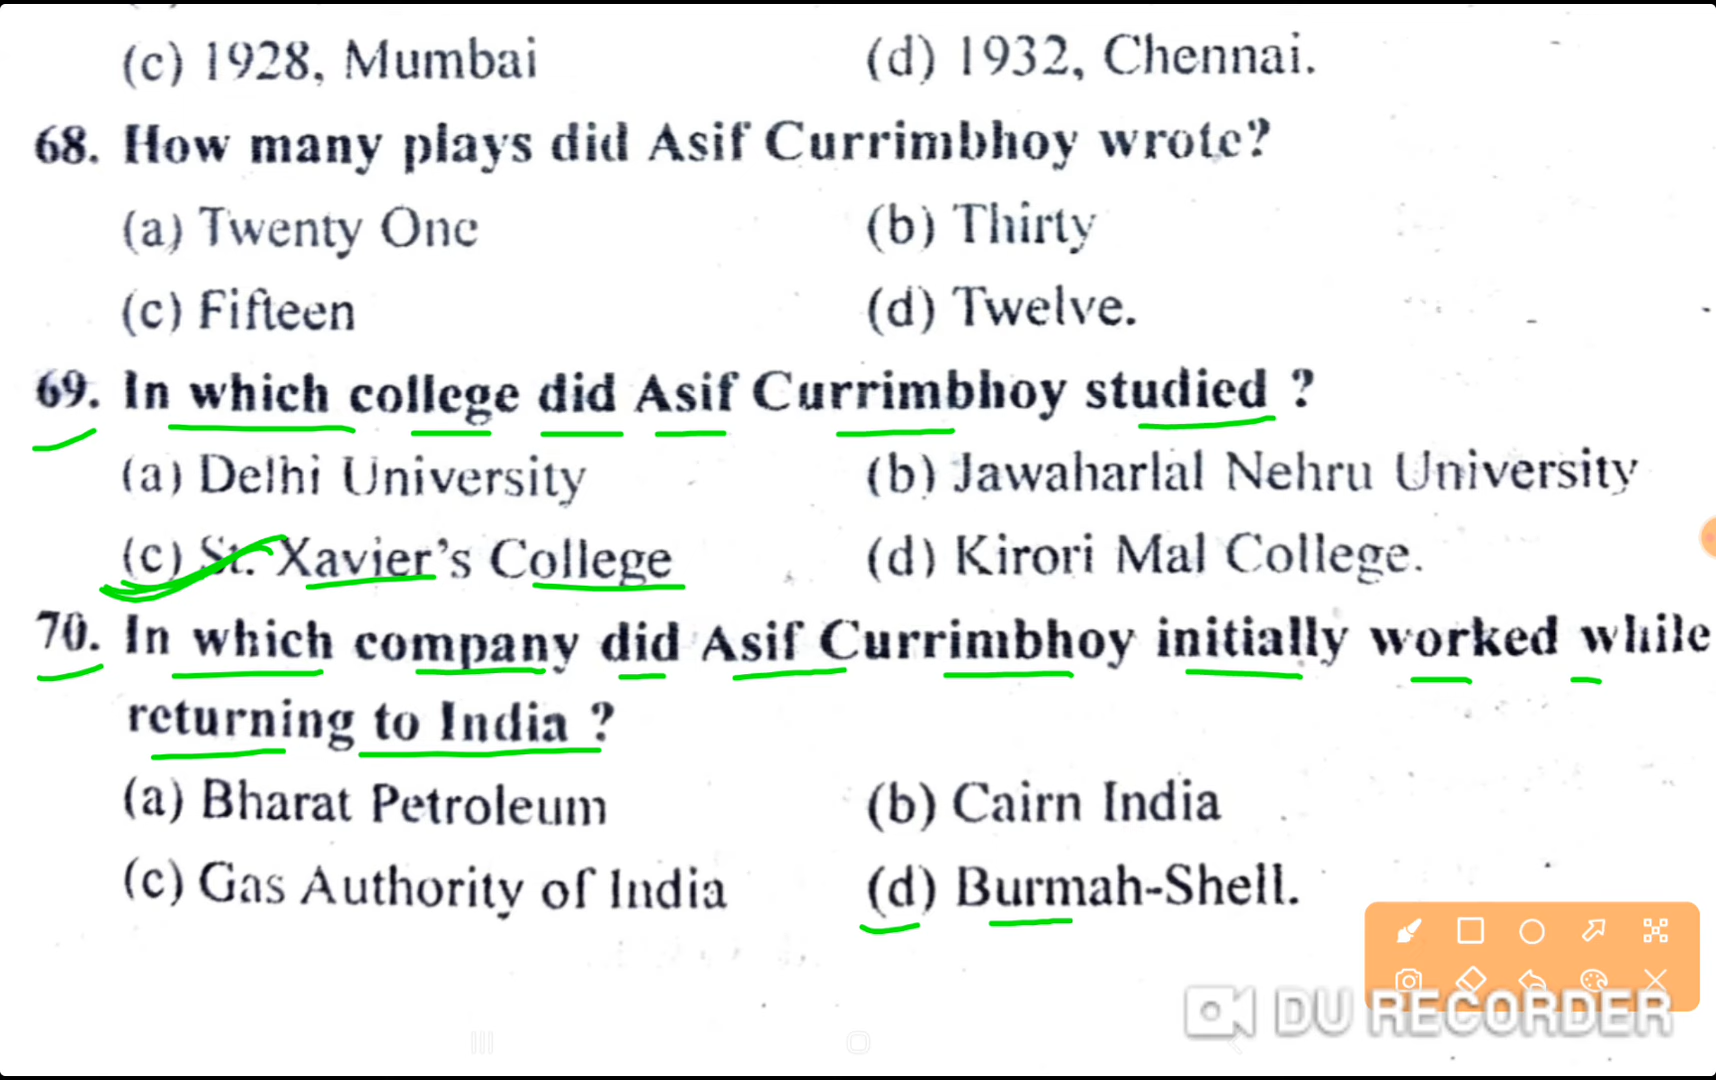 (c) 1928, Mumbai (d) 1932, Chennai.
68. How many plays did Asif Currimbhoy wrote?
(a) Twenty One (b) Thirty
(c) Fifteen (d) Twelve.
69. In which college did Asif Currimbhoy studied ?
(a) Delhi University (b) Jawaharlal Nehru University
(c) St. Xavier's College (d) Kirori Mal College.
70. In which company did Asif Currimbhoy initially worked while
returning to India ?
(a) Bharat Petroleum (b) Cairn India
(c) Gas Authority of India (d) Burmah-Shell.
DU RECORDER